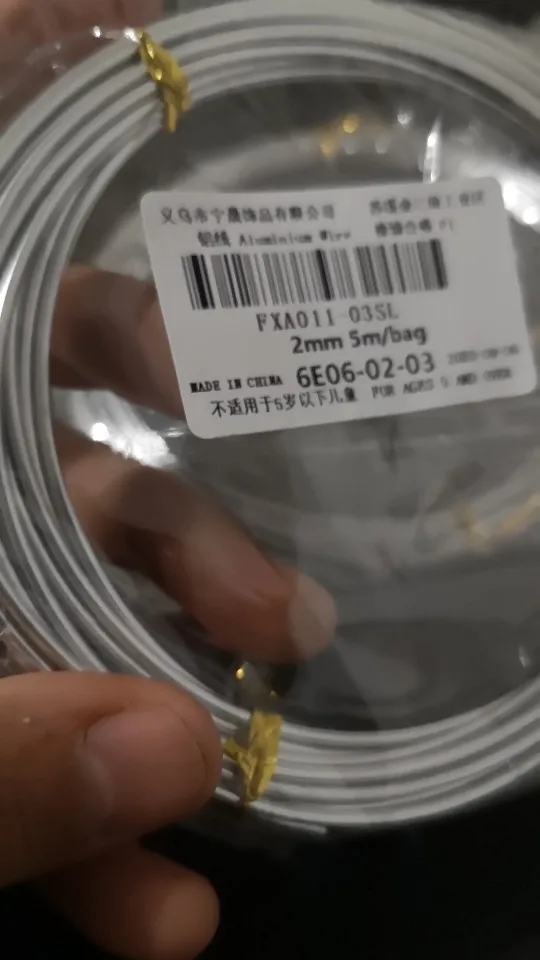 义乌市宁晟饰品有限公司
铝线 Aluminium Wire
FXA011-03SL
2mm 5m/bag
MADE IN CHINA 6E06-02-03
不适用于5岁以下儿童 FOR AGES 5 AND OVER